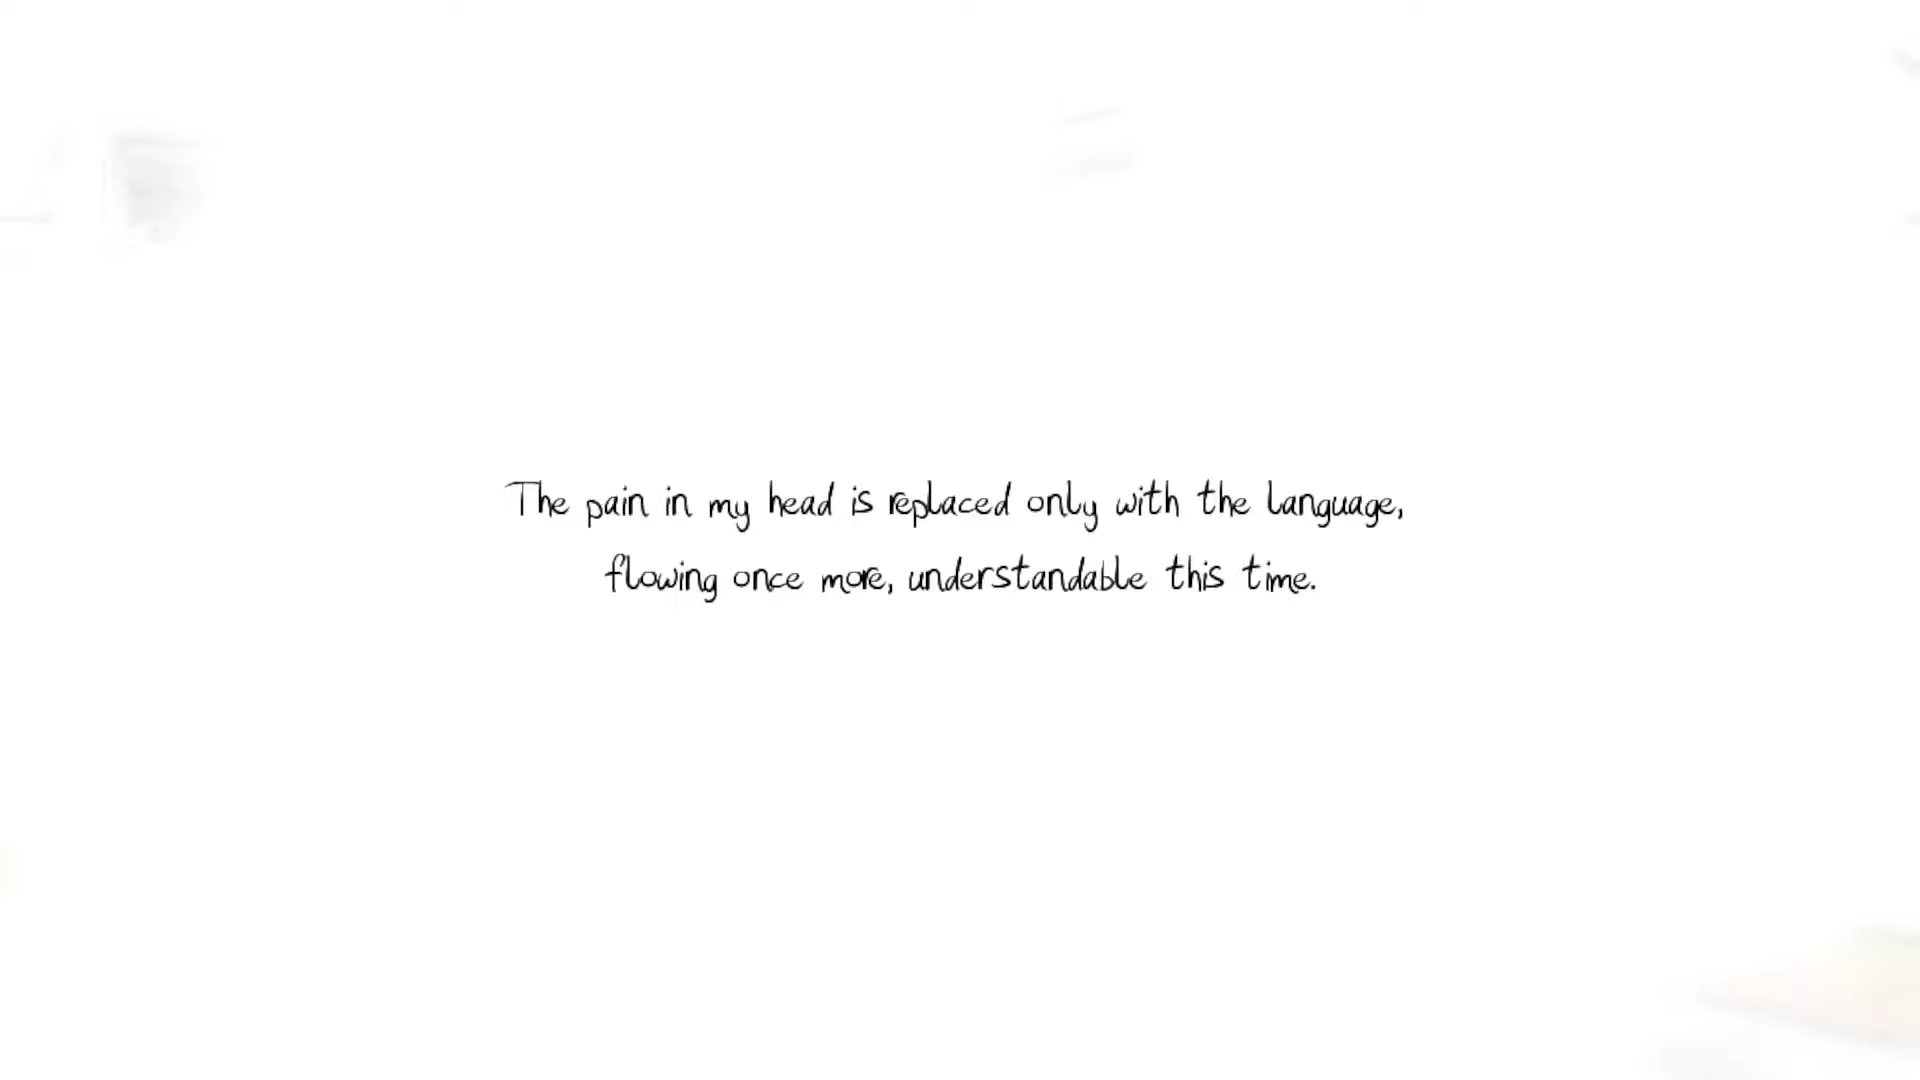 The pain in my head is replaced only with the language,
flowing once more, understandable this time.